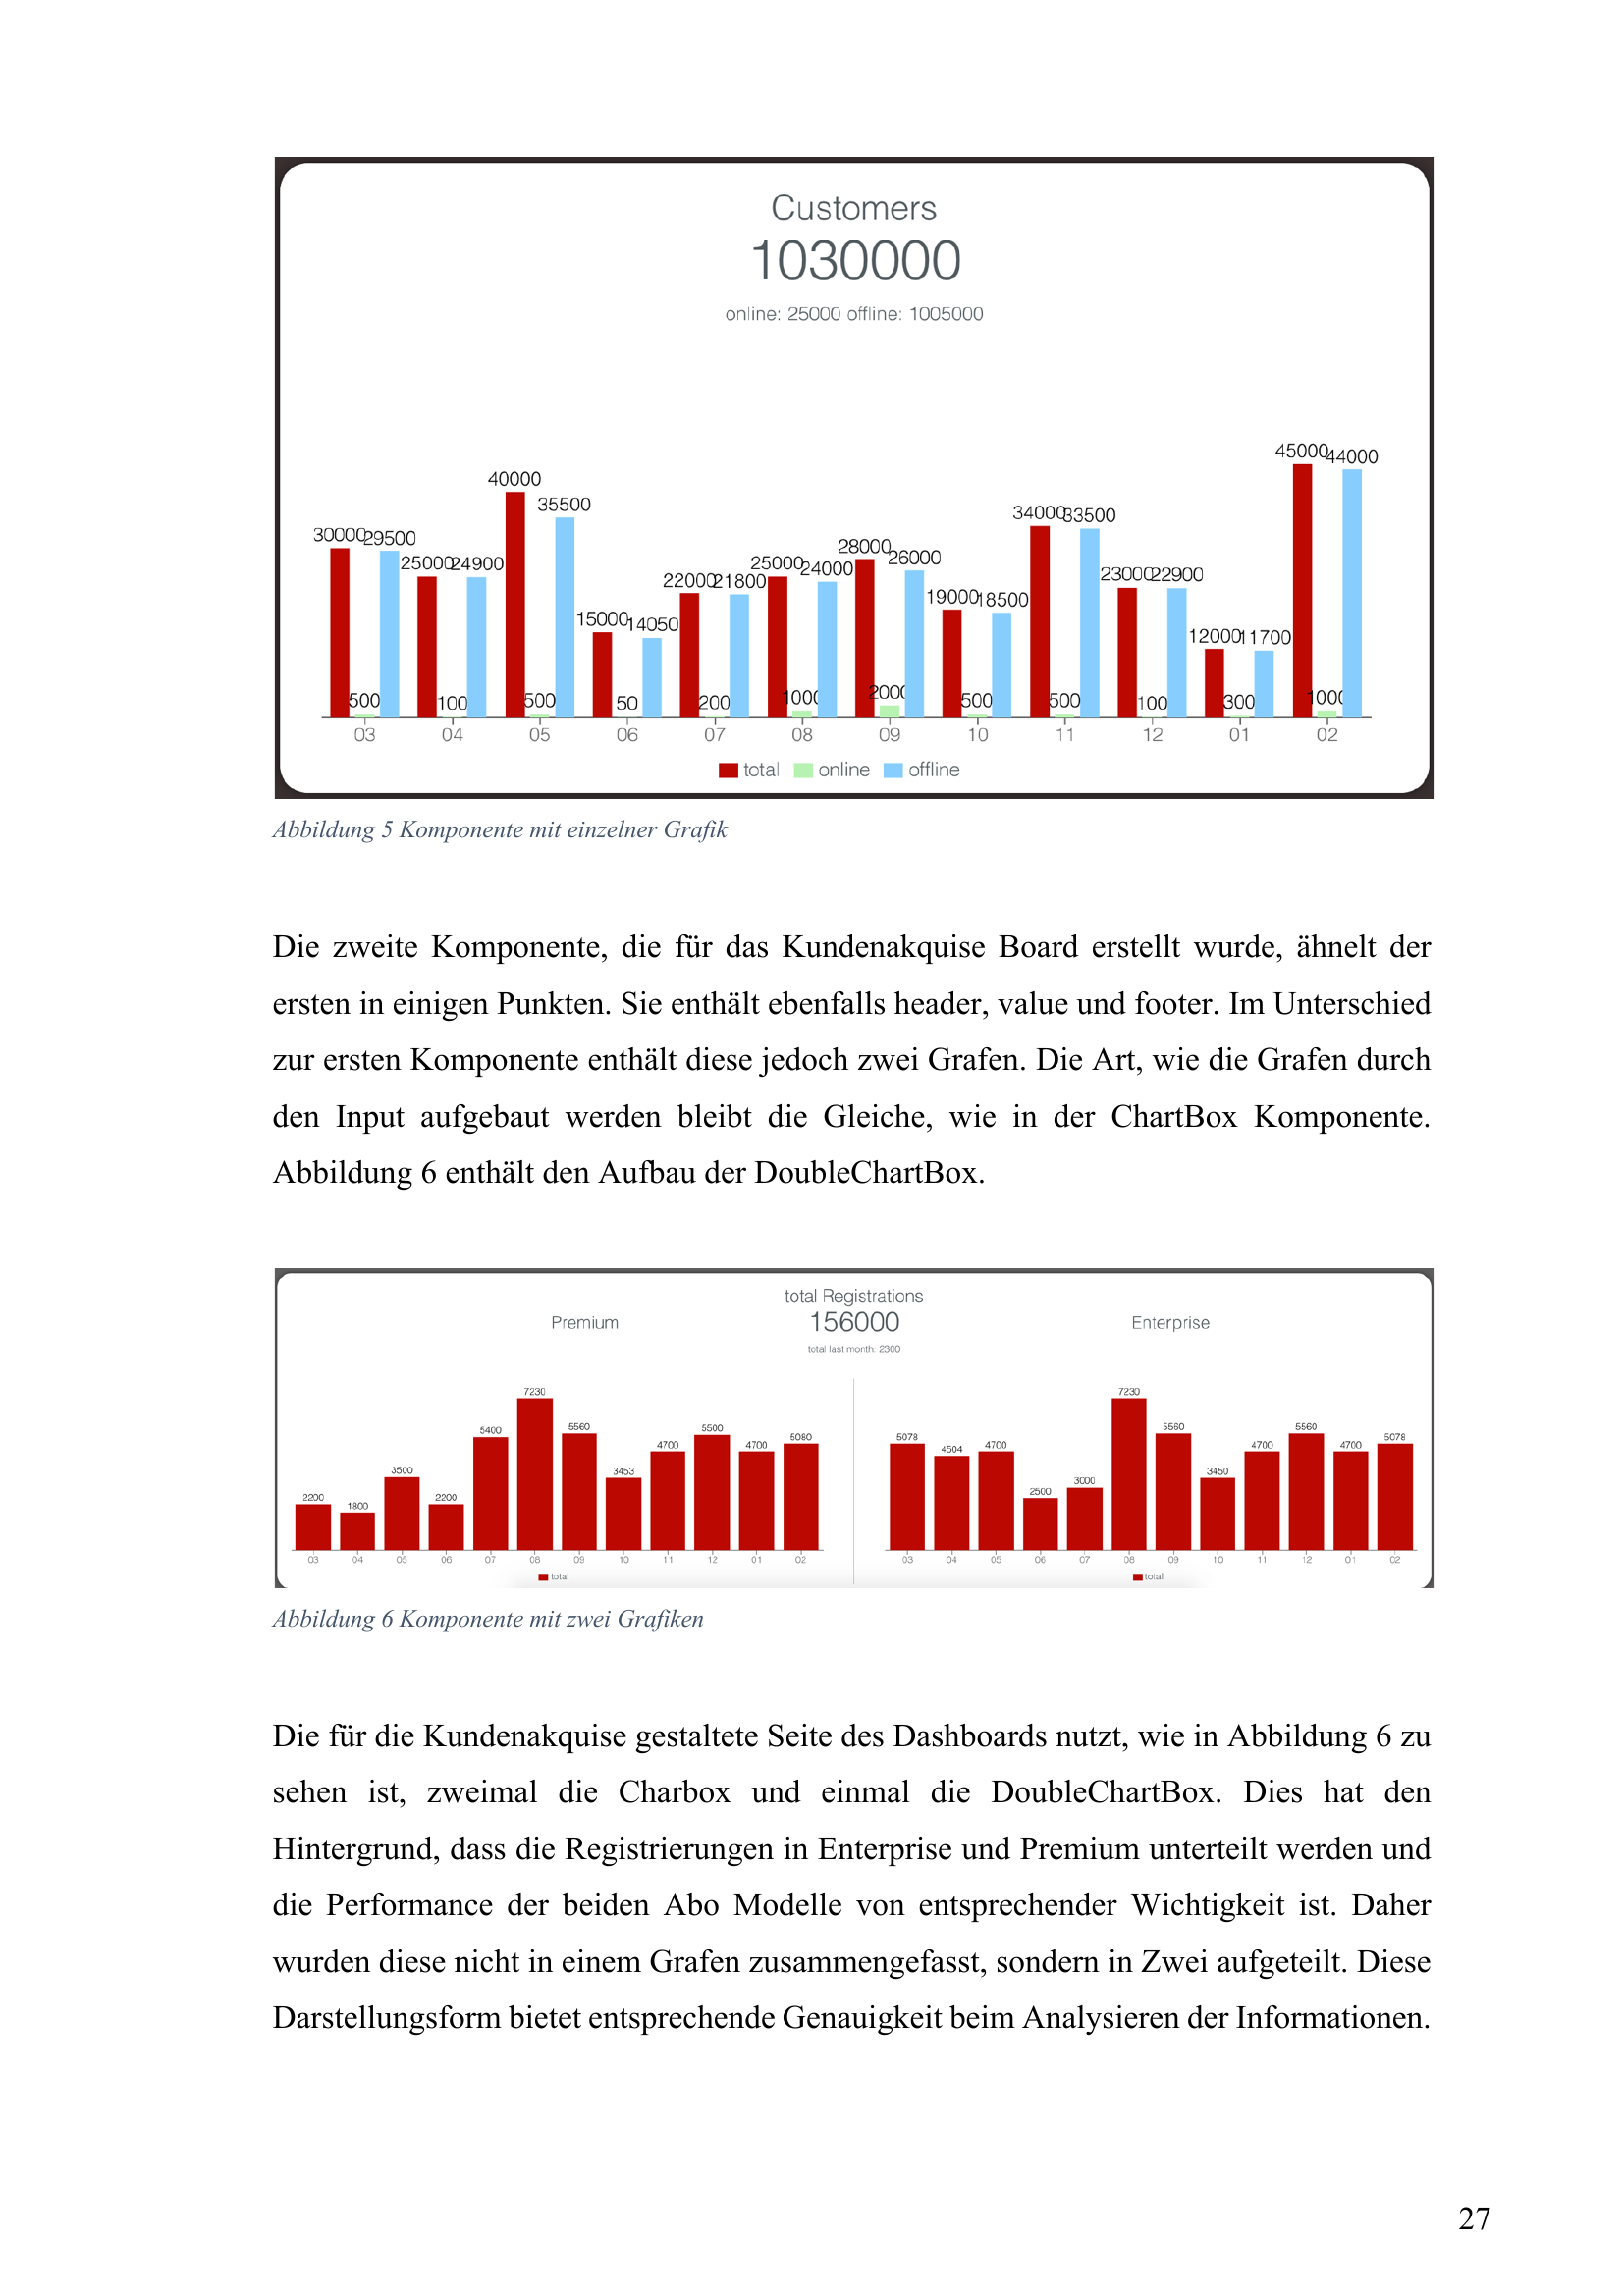 Customers
1030000
online: 25000 offline: 1005000
45000 44000
40000
35500
34000 33500
30000 29500
28000 26000
25000 24900
25000 24000
23000 22900
22000 21800
19000 18500
15000 14050
12000 11700
500 100 500 50 200 1000 2000 500 500 100 300 1000
03 04 05 06 07 08 09 10 11 12 01 02
total online offline
Abbildung 5 Komponente mit einzelner Grafik
Die zweite Komponente, die für das Kundenakquise Board erstellt wurde, ähnelt der
ersten in einigen Punkten. Sie enthält ebenfalls header, value und footer. Im Unterschied
zur ersten Komponente enthält diese jedoch zwei Grafen. Die Art, wie die Grafen durch
den Input aufgebaut werden bleibt die Gleiche, wie in der ChartBox Komponente.
Abbildung 6 enthält den Aufbau der DoubleChartBox.
total Registrations
156000
total last month: 2300
Premium
2200 1800 3500 2200 5400 7230 5560 3453 4700 5500 4700 5080
03 04 05 06 07 08 09 10 11 12 01 02
total
Enterprise
5078 4504 4700 2500 3000 7230 5560 3450 4700 5560 4700 5078
03 04 05 06 07 08 09 10 11 12 01 02
total
Abbildung 6 Komponente mit zwei Grafiken
Die für die Kundenakquise gestaltete Seite des Dashboards nutzt, wie in Abbildung 6 zu
sehen ist, zweimal die Charbox und einmal die DoubleChartBox. Dies hat den
Hintergrund, dass die Registrierungen in Enterprise und Premium unterteilt werden und
die Performance der beiden Abo Modelle von entsprechender Wichtigkeit ist. Daher
wurden diese nicht in einem Grafen zusammengefasst, sondern in Zwei aufgeteilt. Diese
Darstellungsform bietet entsprechende Genauigkeit beim Analysieren der Informationen.
27